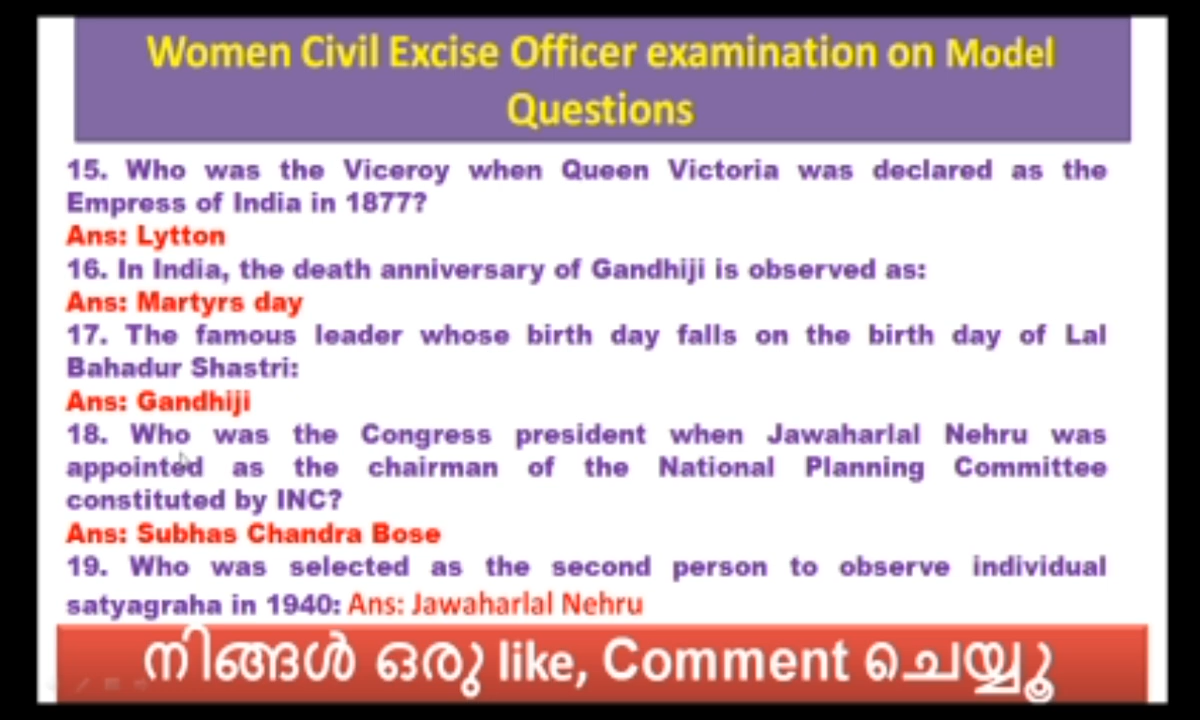 Women Civil Excise Officer examination on Model
Questions
15. Who was the Viceroy when Queen Victoria was declared as the
Empress of India in 1877?
Ans: Lytton
16. In India, the death anniversary of Gandhiji is observed as:
Ans: Martyrs day
17. The famous leader whose birth day falls on the birth day of Lal
Bahadur Shastri:
Ans: Gandhiji
18. Who was the Congress president when Jawaharlal Nehru was
appointed as the chairman of the National Planning Committee
constituted by INC?
Ans: Subhas Chandra Bose
19. Who was selected as the second person to observe individual
satyagraha in 1940: Ans: Jawaharlal Nehru
നിങ്ങൾ ഒരു like, Comment ചെയ്യൂ